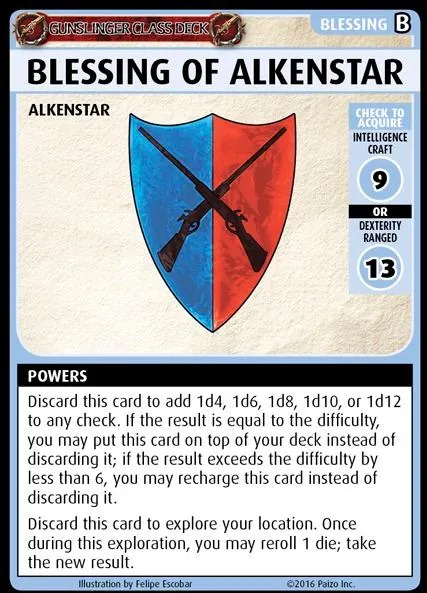 GUNSLINGER CLASS DECK
BLESSING B
BLESSING OF ALKENSTAR
ALKENSTAR
CHECK TO
ACQUIRE
INTELLIGENCE
CRAFT
9
OR
DEXTERITY
RANGED
13
POWERS
Discard this card to add 1d4, 1d6, 1d8, 1d10, or 1d12
to any check. If the result is equal to the difficulty,
you may put this card on top of your deck instead of
discarding it; if the result exceeds the difficulty by
less than 6, you may recharge this card instead of
discarding it.
Discard this card to explore your location. Once
during this exploration, you may reroll 1 die; take
the new result.
Illustration by Felipe Escobar
©2016 Paizo Inc.